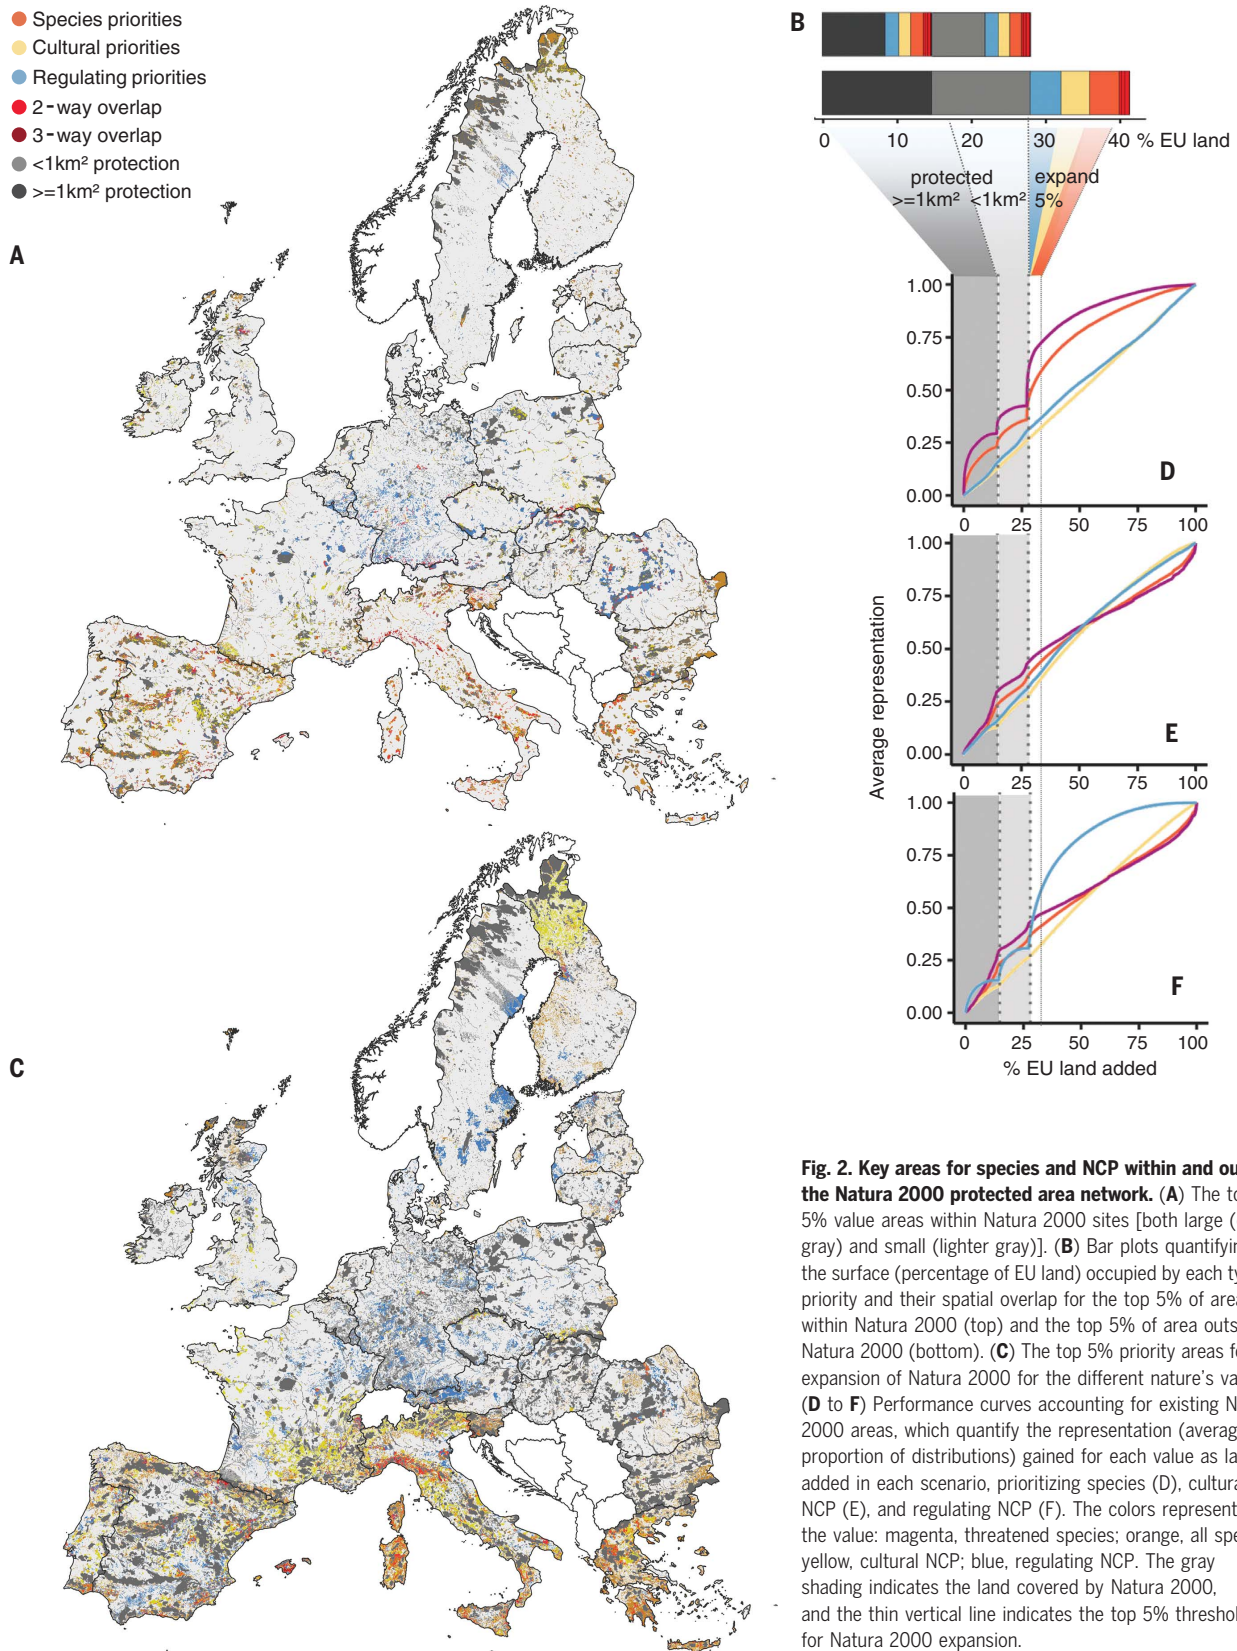 Species priorities
Cultural priorities
Regulating priorities
2-way overlap
3-way overlap
<1km² protection
>=1km² protection
A
B
0 10 20 30 40 % EU land
protected expand
>=1km² <1km² 5%
1.00
0.75
0.50
0.25
0.00
D
0 25 50 75 100
1.00
0.75
0.50
0.25
0.00
E
0 25 50 75 100
Average representation
1.00
0.75
0.50
0.25
0.00
F
0 25 50 75 100
% EU land added
C
Fig. 2. Key areas for species and NCP within and ou
the Natura 2000 protected area network. (A) The to
5% value areas within Natura 2000 sites [both large (
gray) and small (lighter gray)]. (B) Bar plots quantifyin
the surface (percentage of EU land) occupied by each ty
priority and their spatial overlap for the top 5% of area
within Natura 2000 (top) and the top 5% of area outs
Natura 2000 (bottom). (C) The top 5% priority areas fo
expansion of Natura 2000 for the different nature's va
(D to F) Performance curves accounting for existing N
2000 areas, which quantify the representation (averag
proportion of distributions) gained for each value as la
added in each scenario, prioritizing species (D), cultura
NCP (E), and regulating NCP (F). The colors represent
the value: magenta, threatened species; orange, all spe
yellow, cultural NCP; blue, regulating NCP. The gray
shading indicates the land covered by Natura 2000,
and the thin vertical line indicates the top 5% threshol
for Natura 2000 expansion.